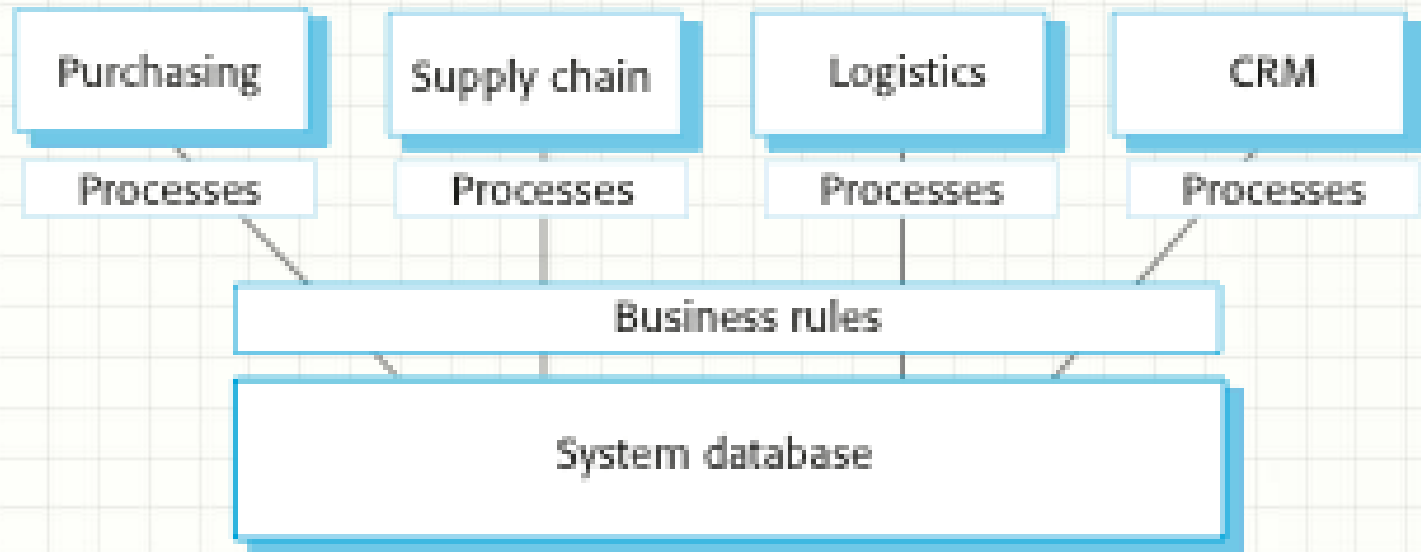 Purchasing
Supply chain
Logistics
CRM
Processes
Processes
Processes
Processes
Business rules
System database